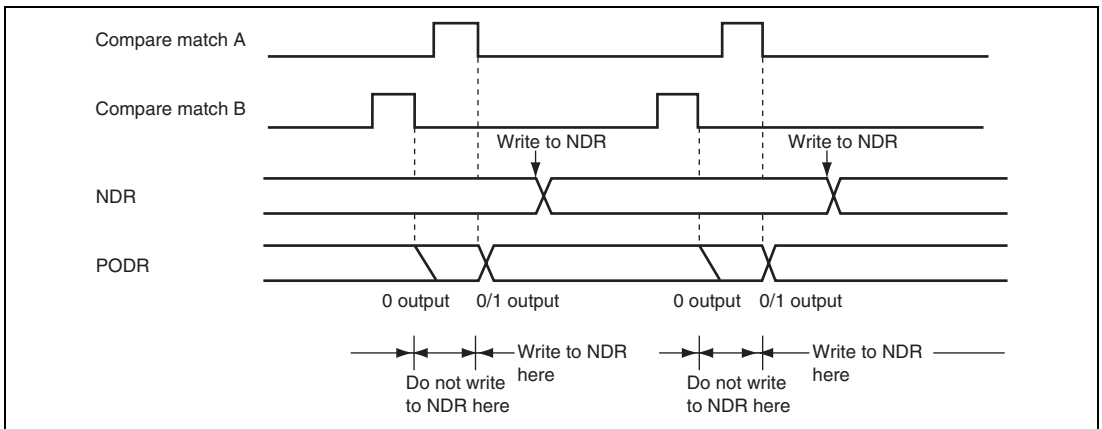 Compare match A
Compare match B
Write to NDR Write to NDR
NDR
PODR
0 output 0/1 output 0 output 0/1 output
Write to NDR here Write to NDR here
Do not write to NDR here Do not write to NDR here